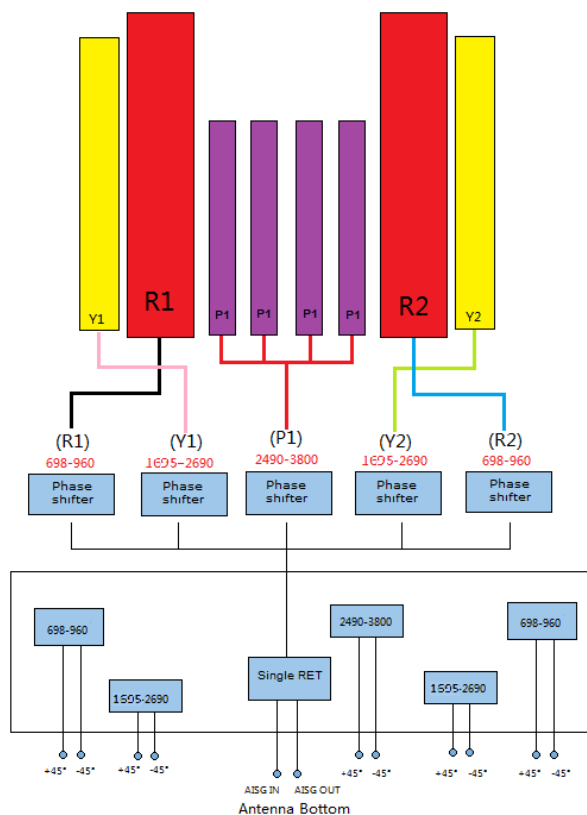 R1
R2
Y1
P1
P1
P1
P1
Y2
(R1)
(Y1)
(P1)
(Y2)
(R2)
698-960
1695-2690
2490-3800
1695-2690
698-960
Phase shifter
Phase shifter
Phase shifter
Phase shifter
Phase shifter
698-960
2490-3800
698-960
Single RET
1695-2690
1695-2690
+45° -45°
+45° -45°
AISG IN
AISG OUT
+45° -45°
+45° -45°
+45° -45°
Antenna Bottom